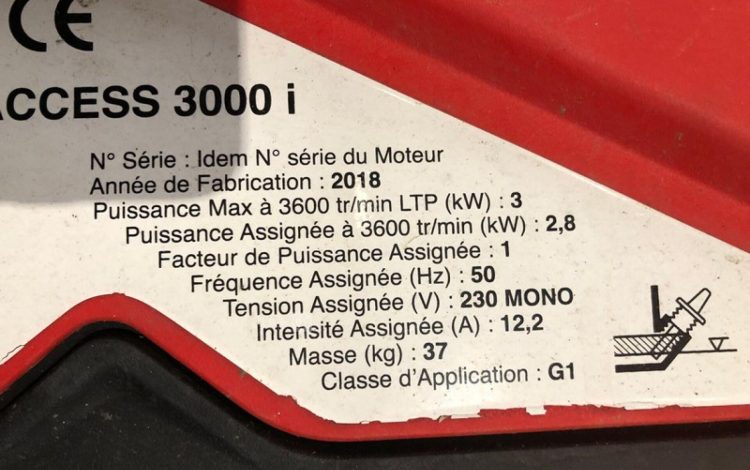 CE
ACCESS 3000 i
N° Série : Idem N° série du Moteur
Année de Fabrication : 2018
Puissance Max à 3600 tr/min LTP (kW) : 3
Puissance Assignée à 3600 tr/min (kW) : 2,8
Facteur de Puissance Assignée : 1
Fréquence Assignée (Hz) : 50
Tension Assignée (V) : 230 MONO
Intensité Assignée (A) : 12,2
Masse (kg) : 37
Classe d'Application : G1